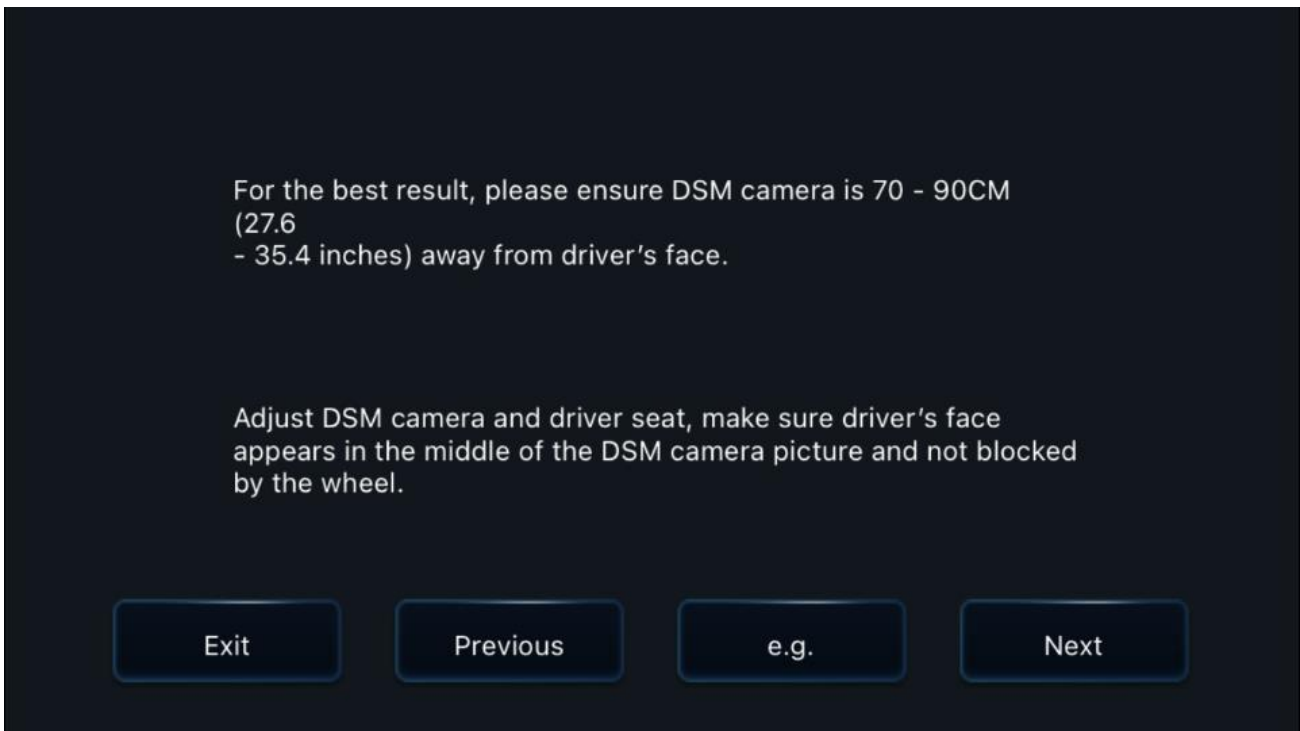 For the best result, please ensure DSM camera is 70 - 90CM
(27.6
- 35.4 inches) away from driver’s face.
Adjust DSM camera and driver seat, make sure driver’s face
appears in the middle of the DSM camera picture and not blocked
by the wheel.
Exit
Previous
e.g.
Next